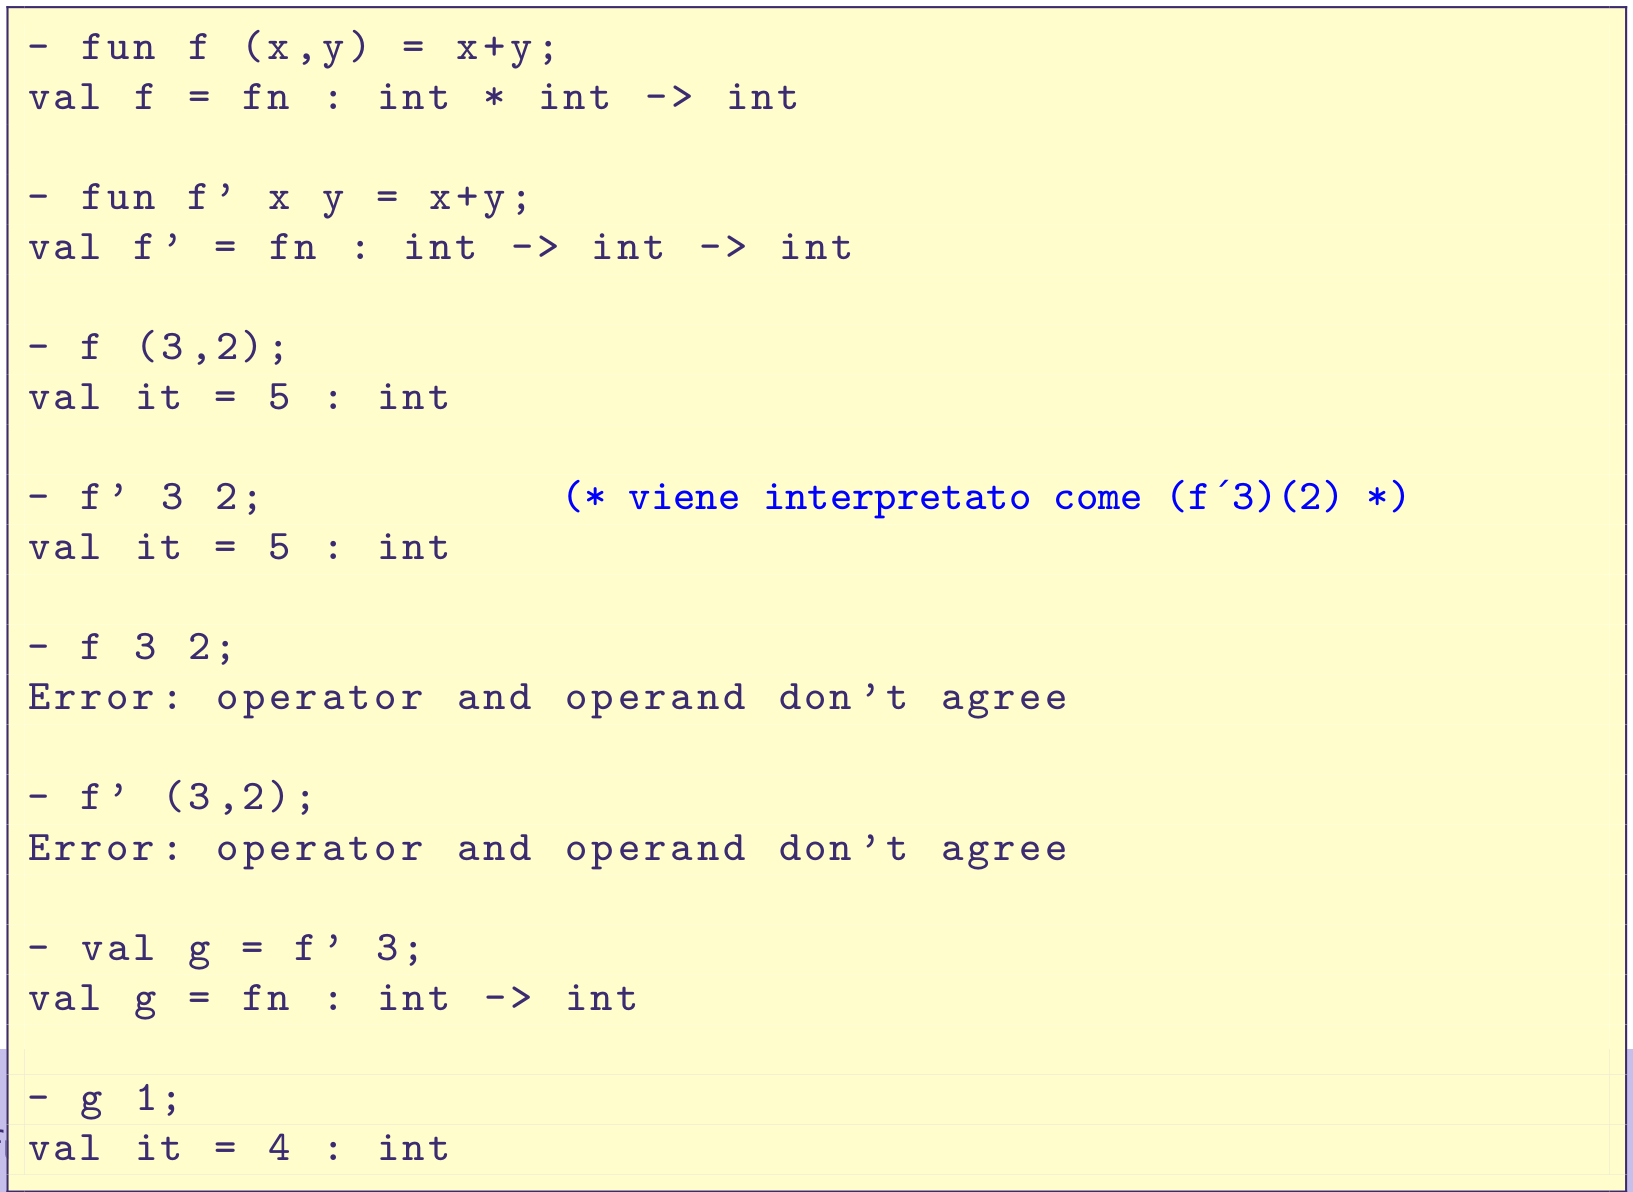 - fun f (x,y) = x+y;
val f = fn : int * int -> int
- fun f’ x y = x+y;
val f’ = fn : int -> int -> int
- f (3,2);
val it = 5 : int
- f’ 3 2; (* viene interpretato come (f´3)(2) *)
val it = 5 : int
- f 3 2;
Error: operator and operand don’t agree
- f’ (3,2);
Error: operator and operand don’t agree
- val g = f’ 3;
val g = fn : int -> int
- g 1;
val it = 4 : int